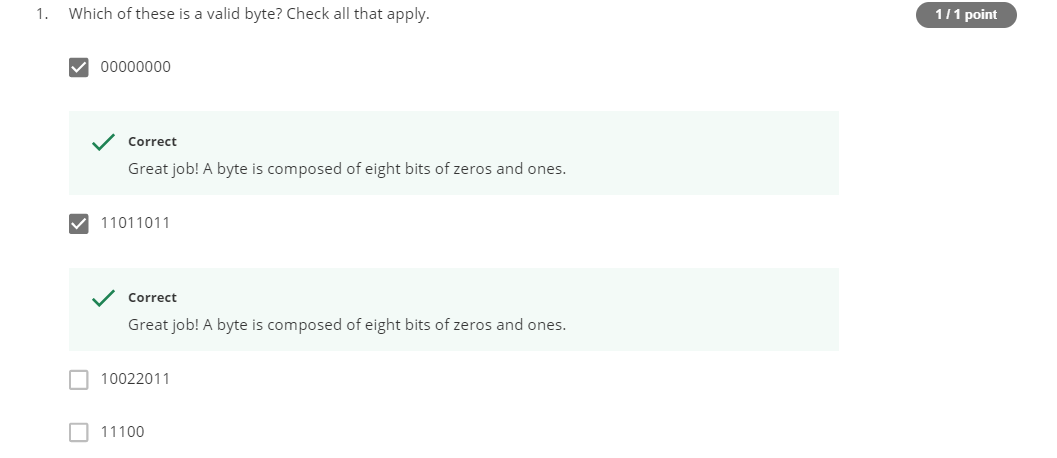 1. Which of these is a valid byte? Check all that apply.
1 / 1 point
00000000
Correct
Great job! A byte is composed of eight bits of zeros and ones.
11011011
Correct
Great job! A byte is composed of eight bits of zeros and ones.
10022011
11100